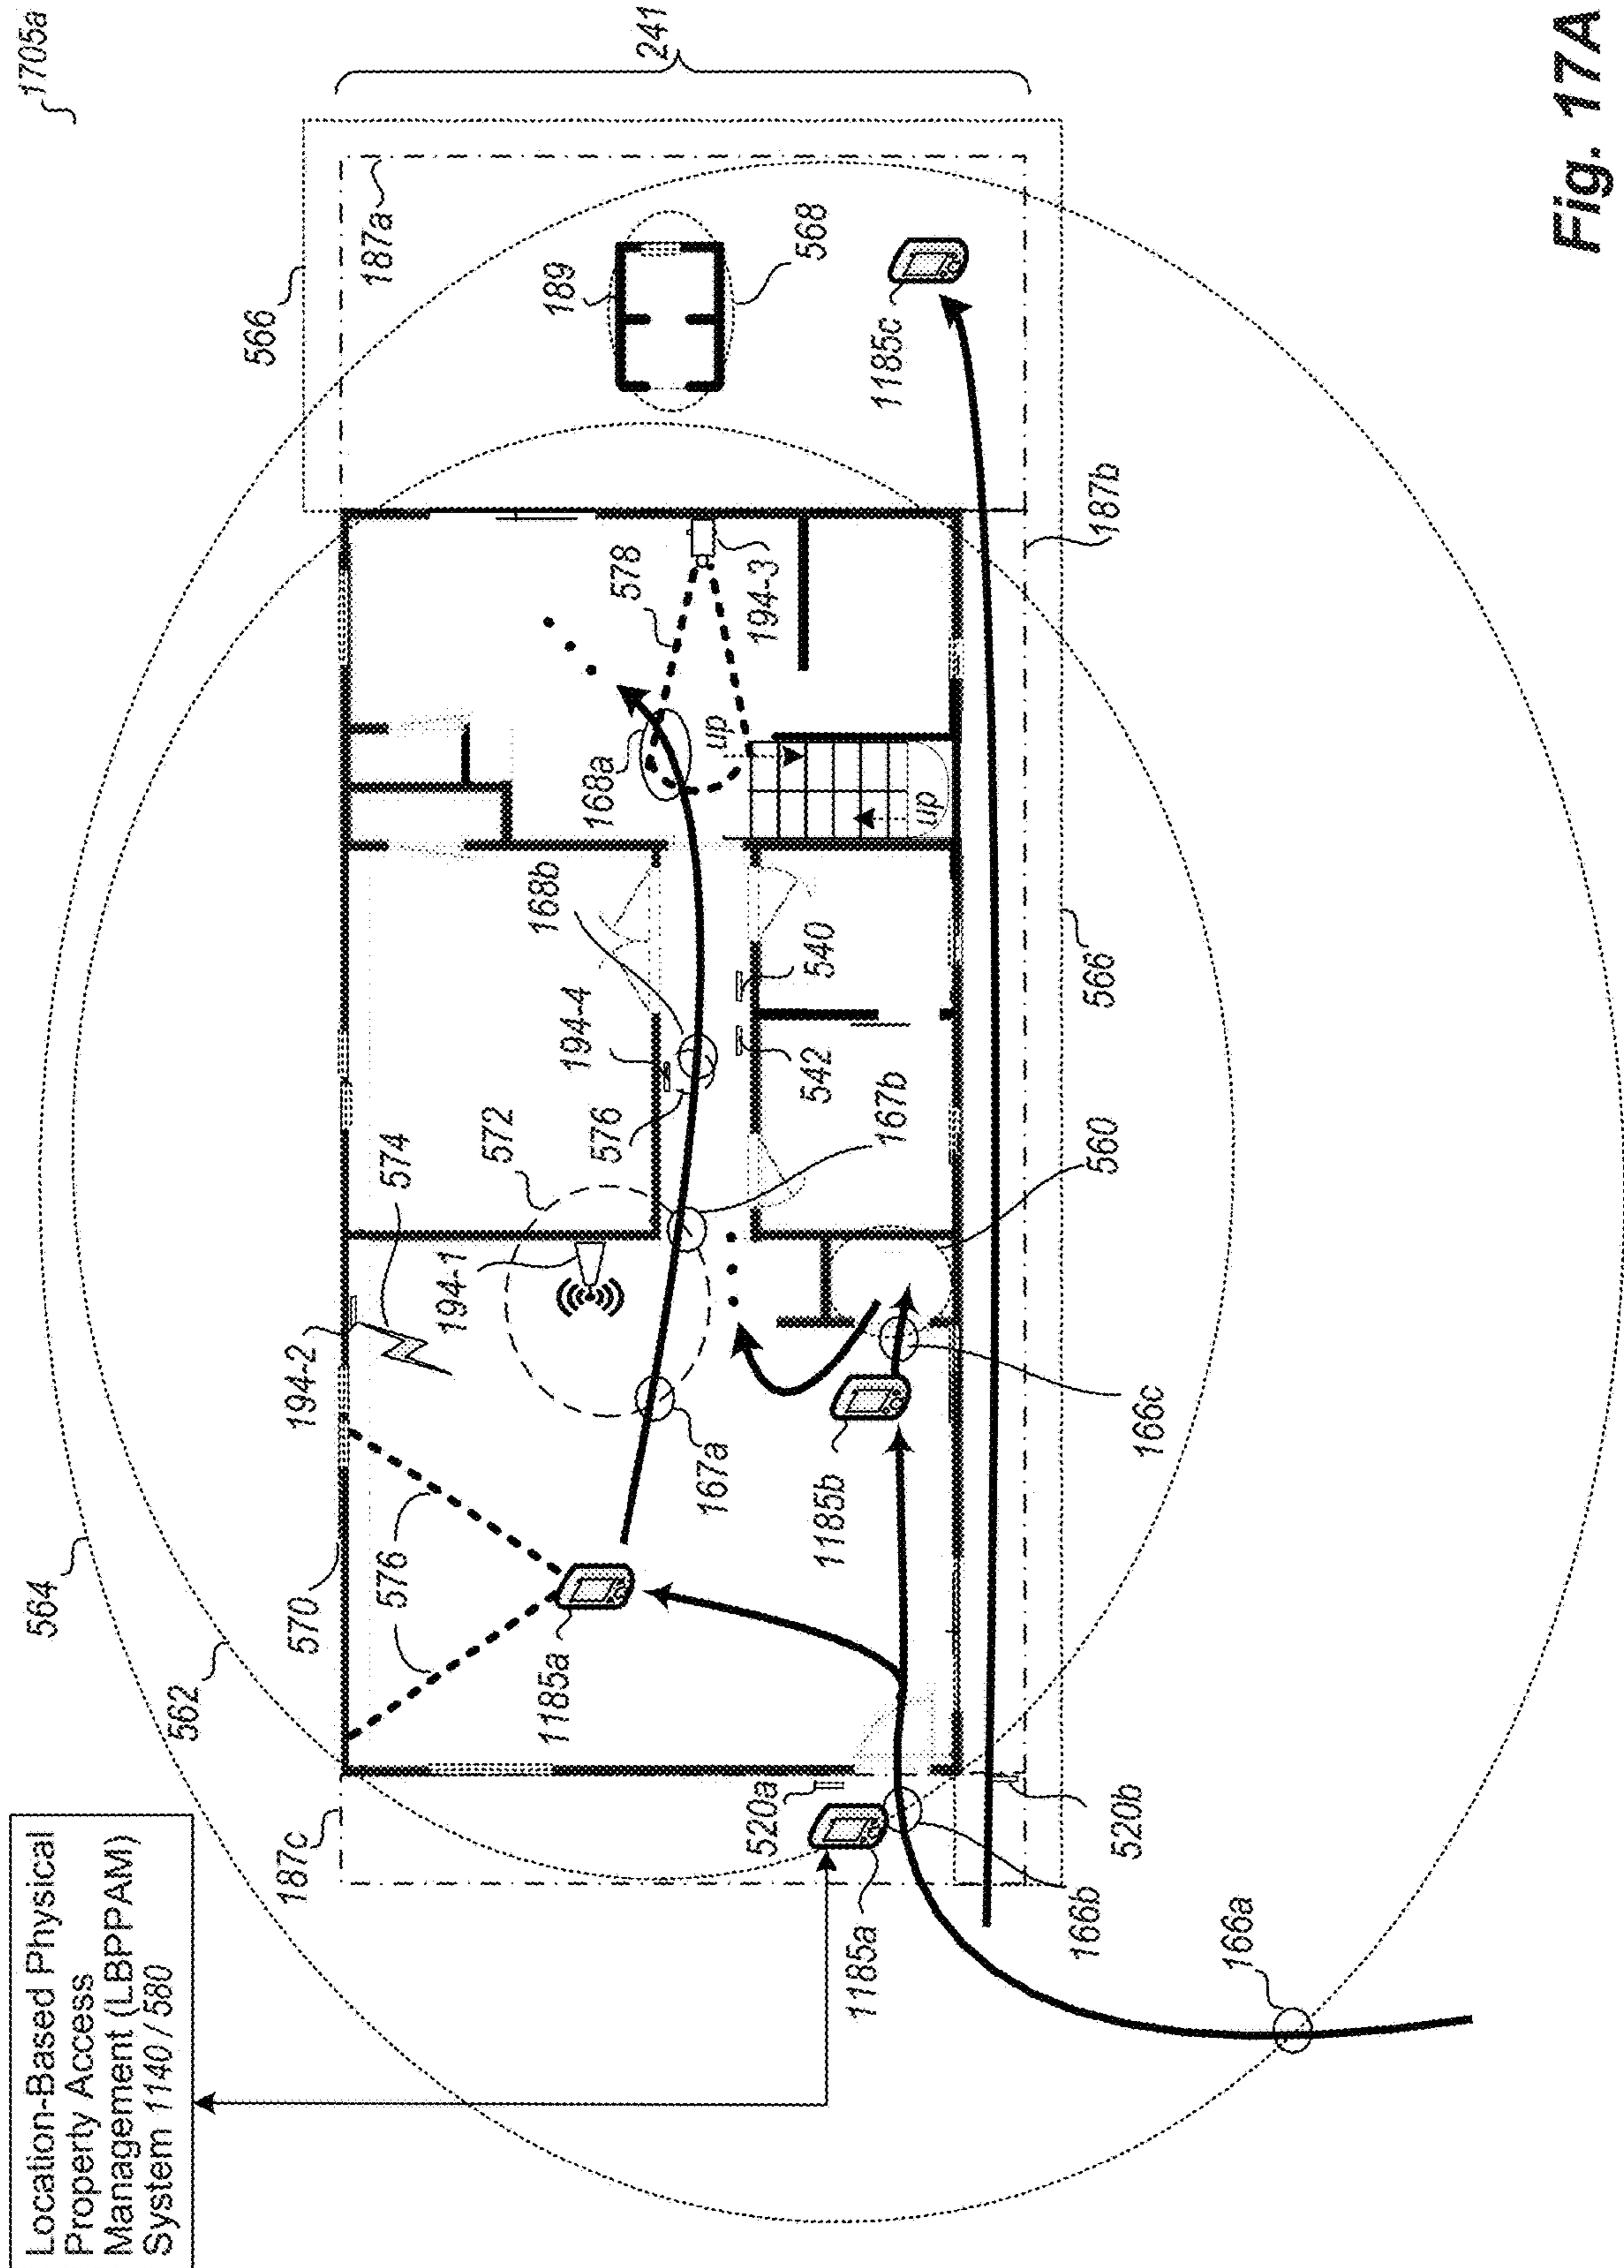 1705a
Location-Based Physical
Property Access
Management (LBPPAM)
System 1140 / 580
564
562
570
576
187c
194-2
574
572
194-1
194-4
576
168b
168a
578
194-3
566
187a
241
189
568
1185c
up
up
540
542
167b
167a
560
1185a
1185b
166c
520a
1185a
166b
520b
166a
566
187b
Fig. 17A